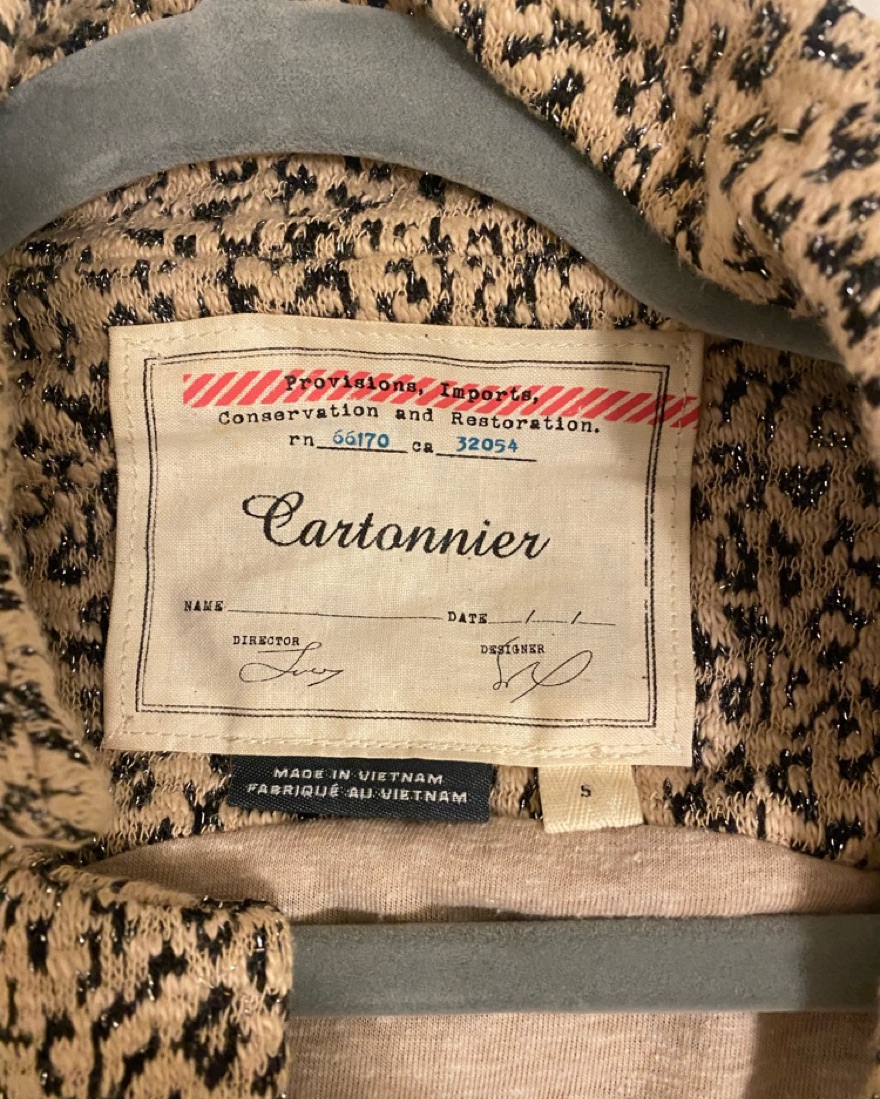 Provisions, Imports,
Conservation and Restoration.
rn 66170 ca 32054
Cartonnier
NAME DATE / /
DIRECTOR DESIGNER
MADE IN VIETNAM
FABRIQUÉ AU VIETNAM
S